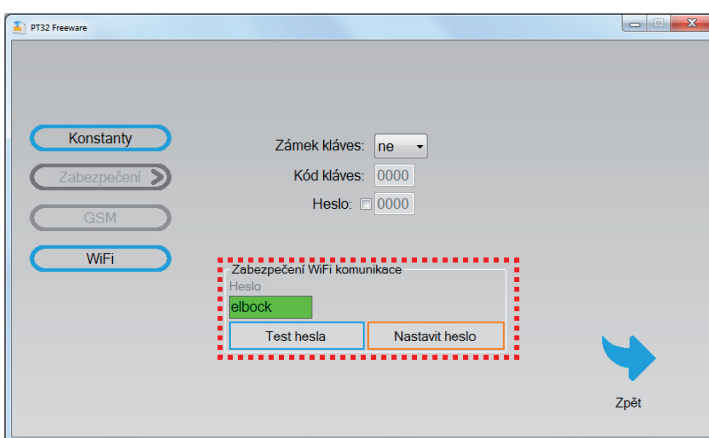 PT32 Freeware
Konstanty
Zabezpečení
GSM
WiFi
Zámek kláves: ne
Kód kláves: 0000
Heslo: 0000
Zabezpečení WiFi komunikace
Heslo
elbock
Test hesla
Nastavit heslo
Zpět